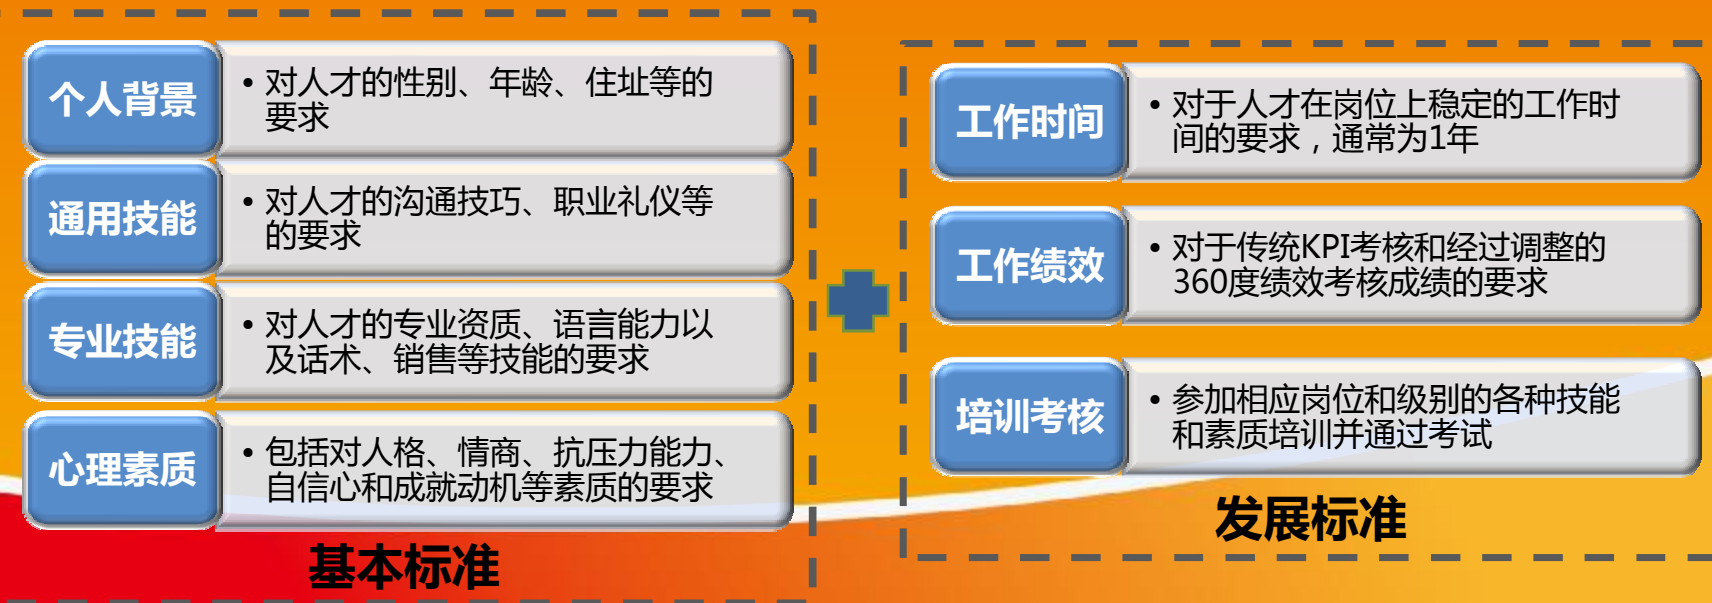 个人背景
• 对人才的性别、年龄、住址等的
要求
通用技能
• 对人才的沟通技巧、职业礼仪等
的要求
专业技能
• 对人才的专业资质、语言能力以
及话术、销售等技能的要求
心理素质
• 包括对人格、情商、抗压力能力、
自信心和成就动机等素质的要求
基本标准
工作时间
• 对于人才在岗位上稳定的工作时
间的要求，通常为1年
工作绩效
• 对于传统KPI考核和经过调整的
360度绩效考核成绩的要求
培训考核
• 参加相应岗位和级别的各种技能
和素质培训并通过考试
发展标准